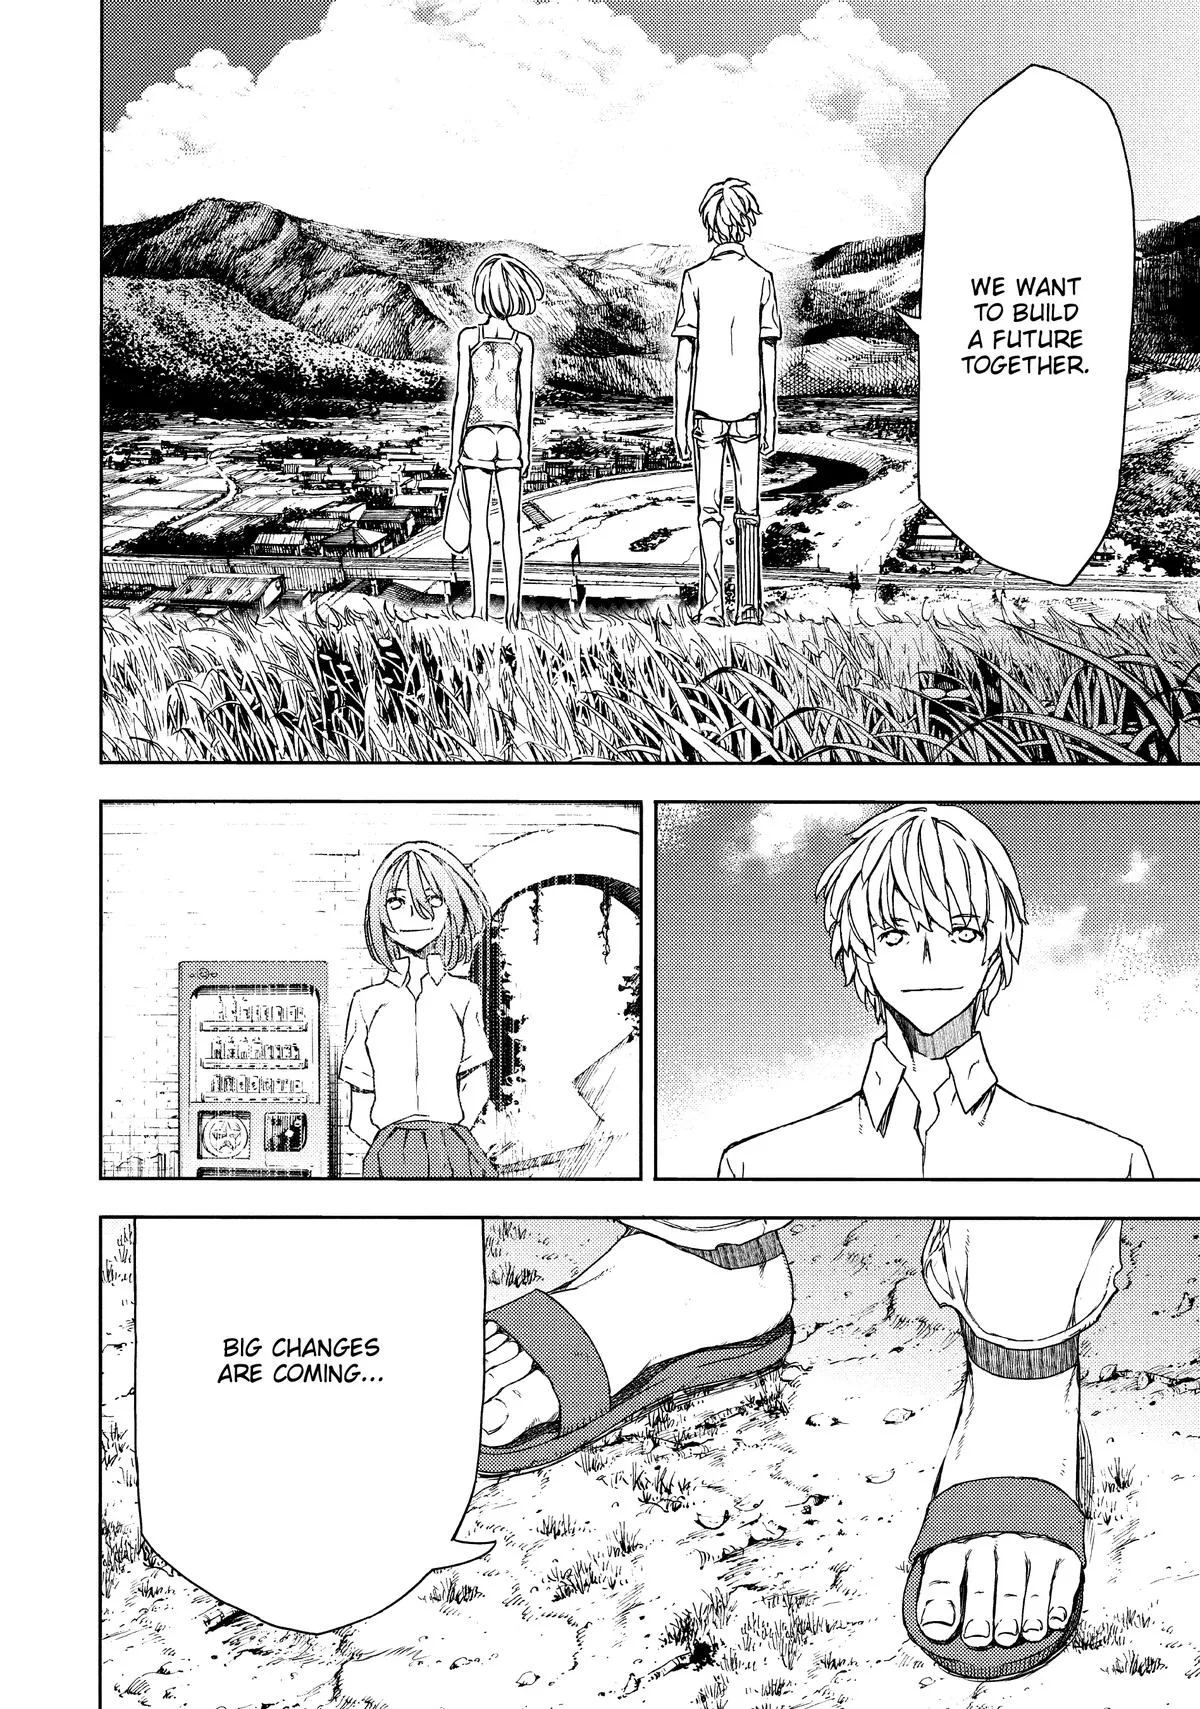 WE WANT
TO BUILD
A FUTURE
TOGETHER.
BIG CHANGES
ARE COMING...